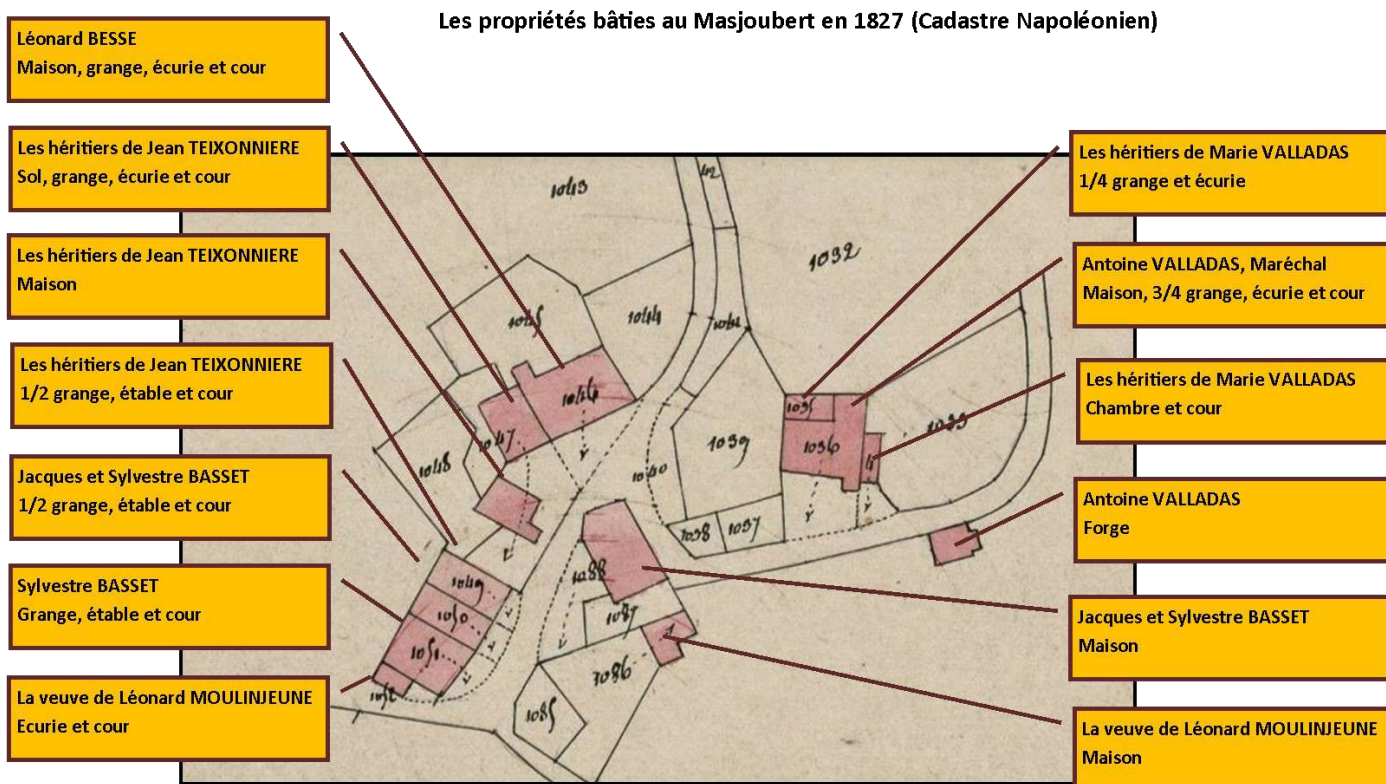 Les propriétés bâties au Masjoubert en 1827 (Cadastre Napoléonien)
Léonard BESSE
Maison, grange, écurie et cour
Les héritiers de Jean TEIXONNIERE
Sol, grange, écurie et cour
Les héritiers de Jean TEIXONNIERE
Maison
Les héritiers de Jean TEIXONNIERE
1/2 grange, étable et cour
Jacques et Sylvestre BASSET
1/2 grange, étable et cour
Sylvestre BASSET
Grange, étable et cour
La veuve de Léonard MOULINJEUNE
Ecurie et cour
Les héritiers de Marie VALLADAS
1/4 grange et écurie
Antoine VALLADAS, Maréchal
Maison, 3/4 grange, écurie et cour
Les héritiers de Marie VALLADAS
Chambre et cour
Antoine VALLADAS
Forge
Jacques et Sylvestre BASSET
Maison
La veuve de Léonard MOULINJEUNE
Maison
1043
42
1032
1045
1044
1041
1046
1035
1033
1047
1039
1036
1048
1040
1038
1037
1049
1088
1050
1087
1051
1086
1052
1085